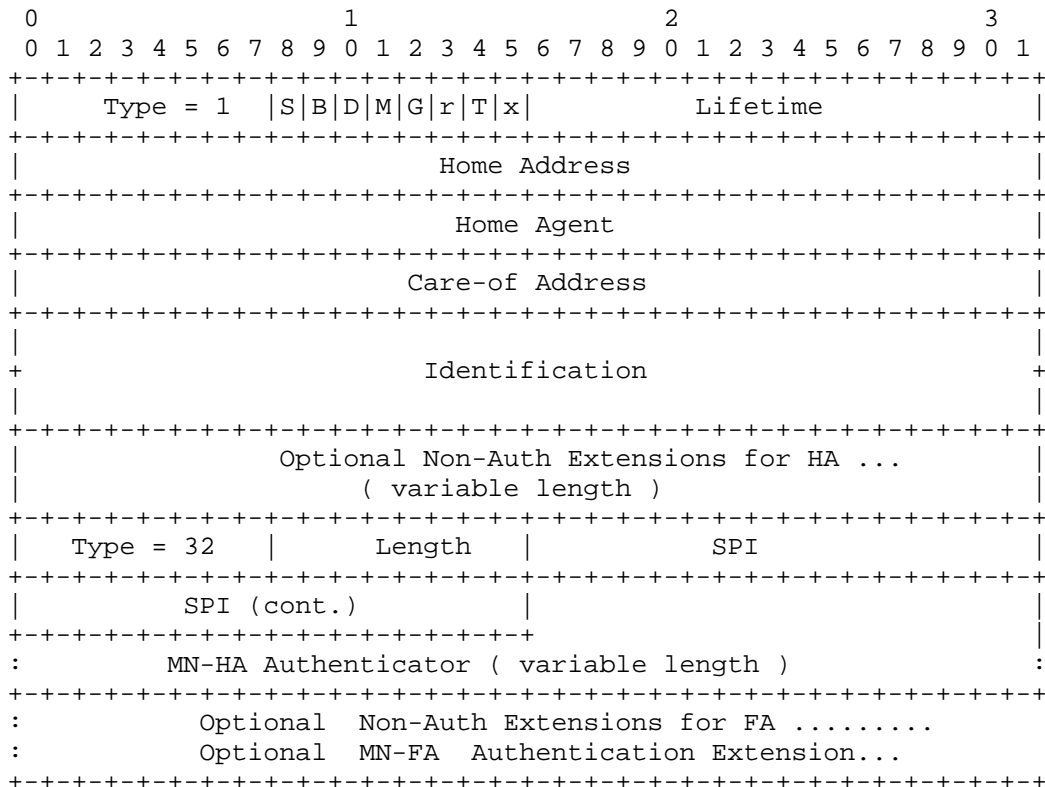 0                   1                   2                   3
 0 1 2 3 4 5 6 7 8 9 0 1 2 3 4 5 6 7 8 9 0 1 2 3 4 5 6 7 8 9 0 1
+-+-+-+-+-+-+-+-+-+-+-+-+-+-+-+-+-+-+-+-+-+-+-+-+-+-+-+-+-+-+-+-+
|     Type = 1  |S|B|D|M|G|r|T|x|          Lifetime             |
+-+-+-+-+-+-+-+-+-+-+-+-+-+-+-+-+-+-+-+-+-+-+-+-+-+-+-+-+-+-+-+-+
|                          Home Address                         |
+-+-+-+-+-+-+-+-+-+-+-+-+-+-+-+-+-+-+-+-+-+-+-+-+-+-+-+-+-+-+-+-+
|                           Home Agent                          |
+-+-+-+-+-+-+-+-+-+-+-+-+-+-+-+-+-+-+-+-+-+-+-+-+-+-+-+-+-+-+-+-+
|                        Care-of Address                        |
+-+-+-+-+-+-+-+-+-+-+-+-+-+-+-+-+-+-+-+-+-+-+-+-+-+-+-+-+-+-+-+-+
|                                                               |
+                         Identification                        +
|                                                               |
+-+-+-+-+-+-+-+-+-+-+-+-+-+-+-+-+-+-+-+-+-+-+-+-+-+-+-+-+-+-+-+-+
|                Optional Non-Auth Extensions for HA ...        |
|                     ( variable length )                       |
+-+-+-+-+-+-+-+-+-+-+-+-+-+-+-+-+-+-+-+-+-+-+-+-+-+-+-+-+-+-+-+-+
|   Type = 32   |      Length   |           SPI                 |
+-+-+-+-+-+-+-+-+-+-+-+-+-+-+-+-+-+-+-+-+-+-+-+-+-+-+-+-+-+-+-+-+
|          SPI (cont.)          |                               |
+-+-+-+-+-+-+-+-+-+-+-+-+-+-+-+-+                               |
:         MN-HA Authenticator ( variable length )               :
+-+-+-+-+-+-+-+-+-+-+-+-+-+-+-+-+-+-+-+-+-+-+-+-+-+-+-+-+-+-+-+-+
:           Optional  Non-Auth Extensions for FA .........
:           Optional  MN-FA  Authentication Extension...
+-+-+-+-+-+-+-+-+-+-+-+-+-+-+-+-+-+-+-+-+-+-+-+-+-+-+-+-+-+-+-+-+